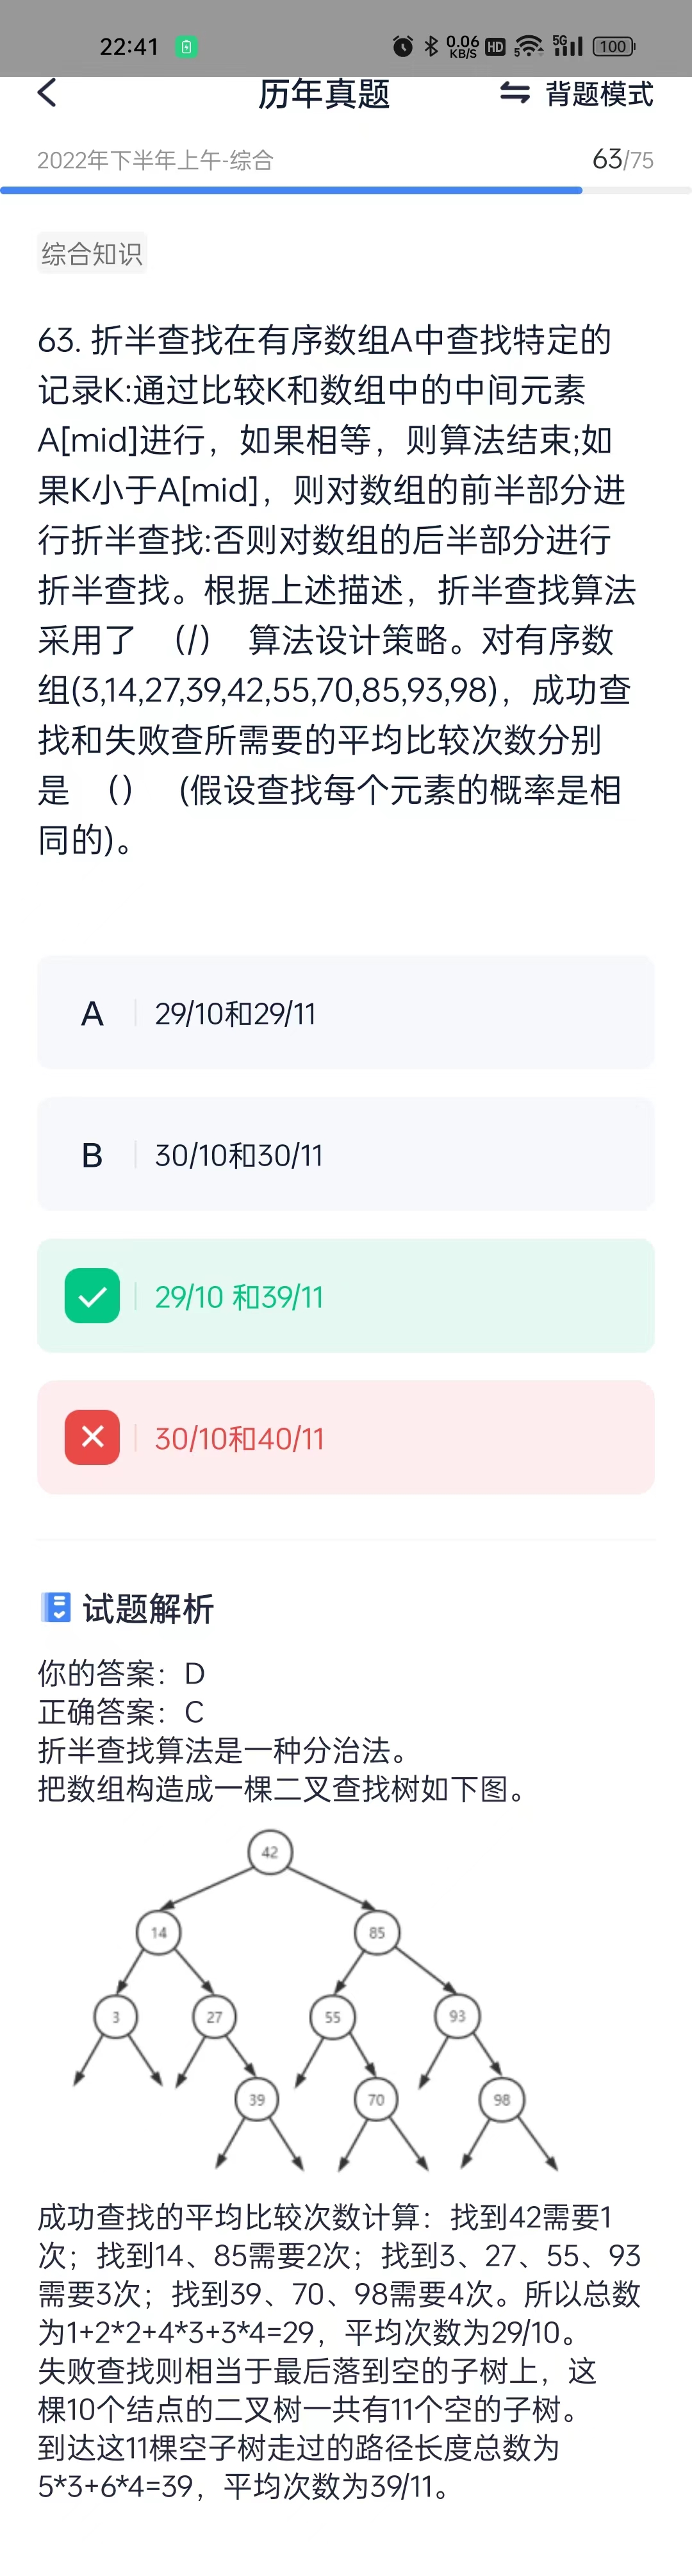 22:41
0.06 KB/S HD 5 5G 100
历年真题 背题模式
2022年下半年上午-综合 63/75
综合知识
63. 折半查找在有序数组A中查找特定的
记录K:通过比较K和数组中的中间元素
A[mid]进行，如果相等，则算法结束;如
果K小于A[mid]，则对数组的前半部分进
行折半查找:否则对数组的后半部分进行
折半查找。根据上述描述，折半查找算法
采用了 （/） 算法设计策略。对有序数
组(3,14,27,39,42,55,70,85,93,98)，成功查
找和失败查所需要的平均比较次数分别
是 （） (假设查找每个元素的概率是相
同的)。
A 29/10和29/11
B 30/10和30/11
29/10 和39/11
30/10和40/11
试题解析
你的答案：D
正确答案：C
折半查找算法是一种分治法。
把数组构造成一棵二叉查找树如下图。
42
14 85
3 27 55 93
39 70 98
成功查找的平均比较次数计算：找到42需要1
次；找到14、85需要2次；找到3、27、55、93
需要3次；找到39、70、98需要4次。所以总数
为1+2*2+4*3+3*4=29，平均次数为29/10。
失败查找则相当于最后落到空的子树上，这
棵10个结点的二叉树一共有11个空的子树。
到达这11棵空子树走过的路径长度总数为
5*3+6*4=39，平均次数为39/11。